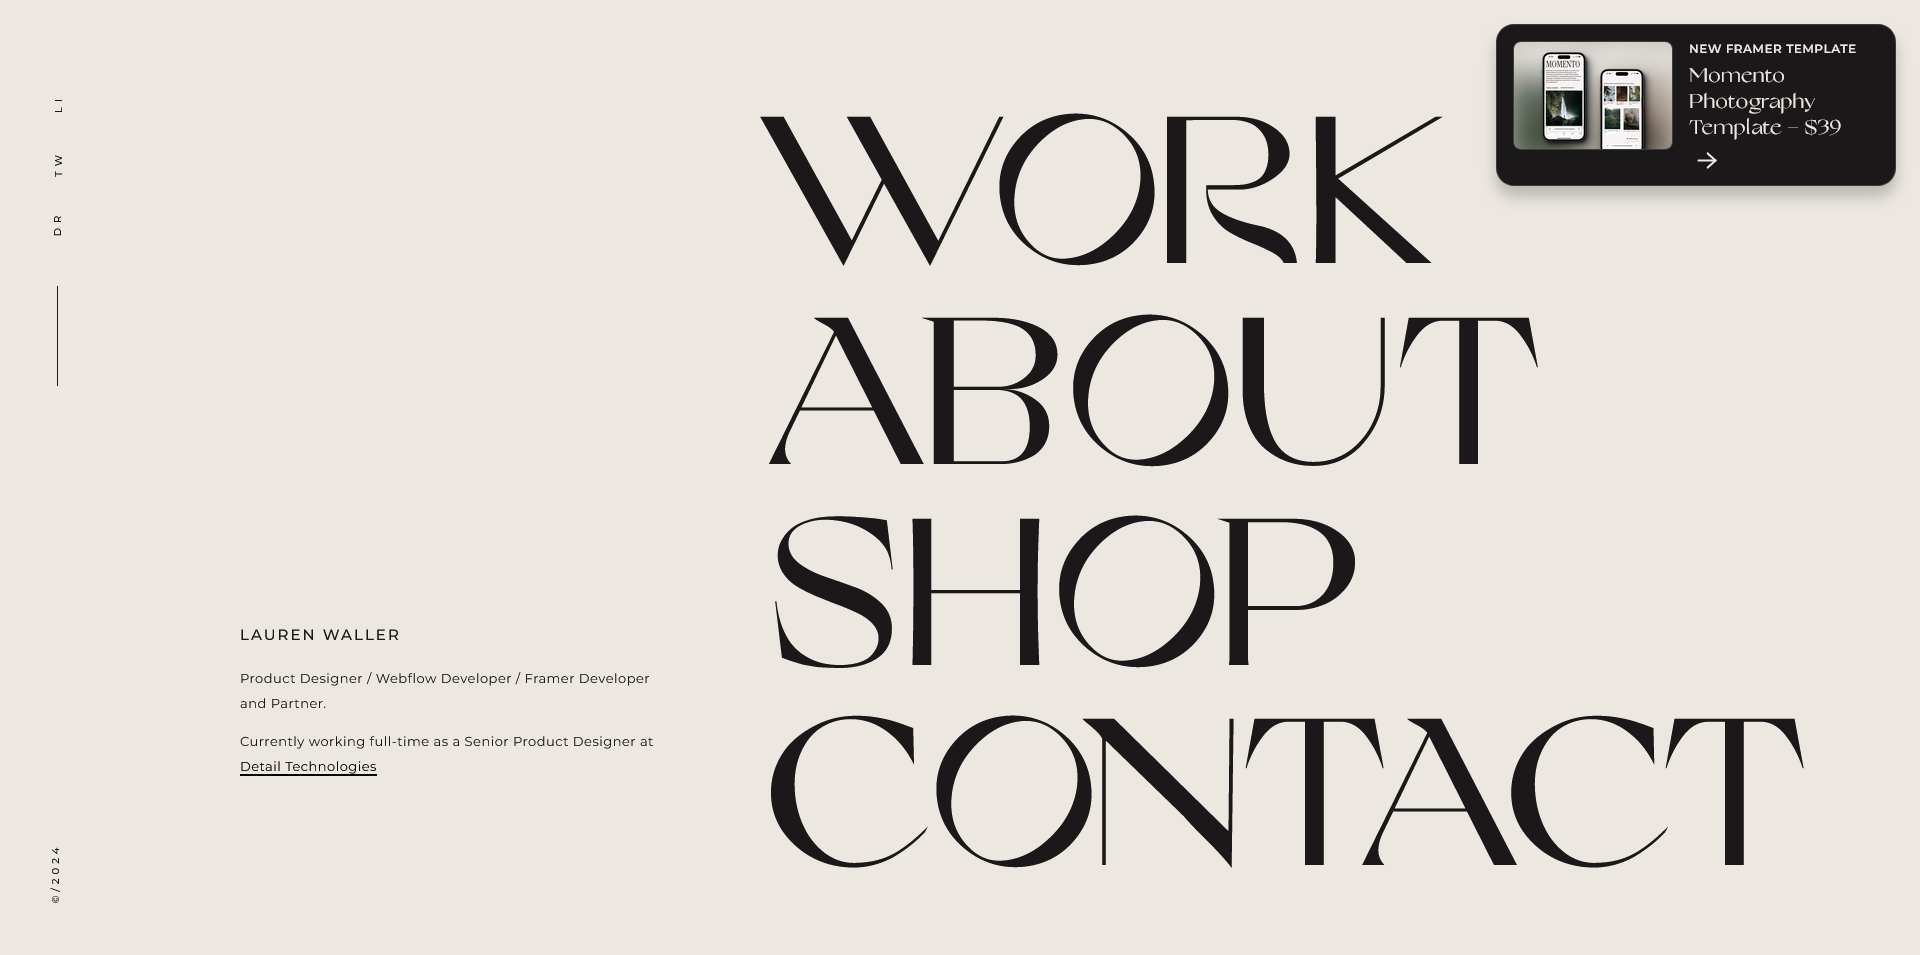 LI
TW
DR
©/2024
LAUREN WALLER
Product Designer / Webflow Developer / Framer Developer
and Partner.
Currently working full-time as a Senior Product Designer at
Detail Technologies
WORK
ABOUT
SHOP
CONTACT
MOMENTO
NEW FRAMER TEMPLATE
Momento
Photography
Template – $39